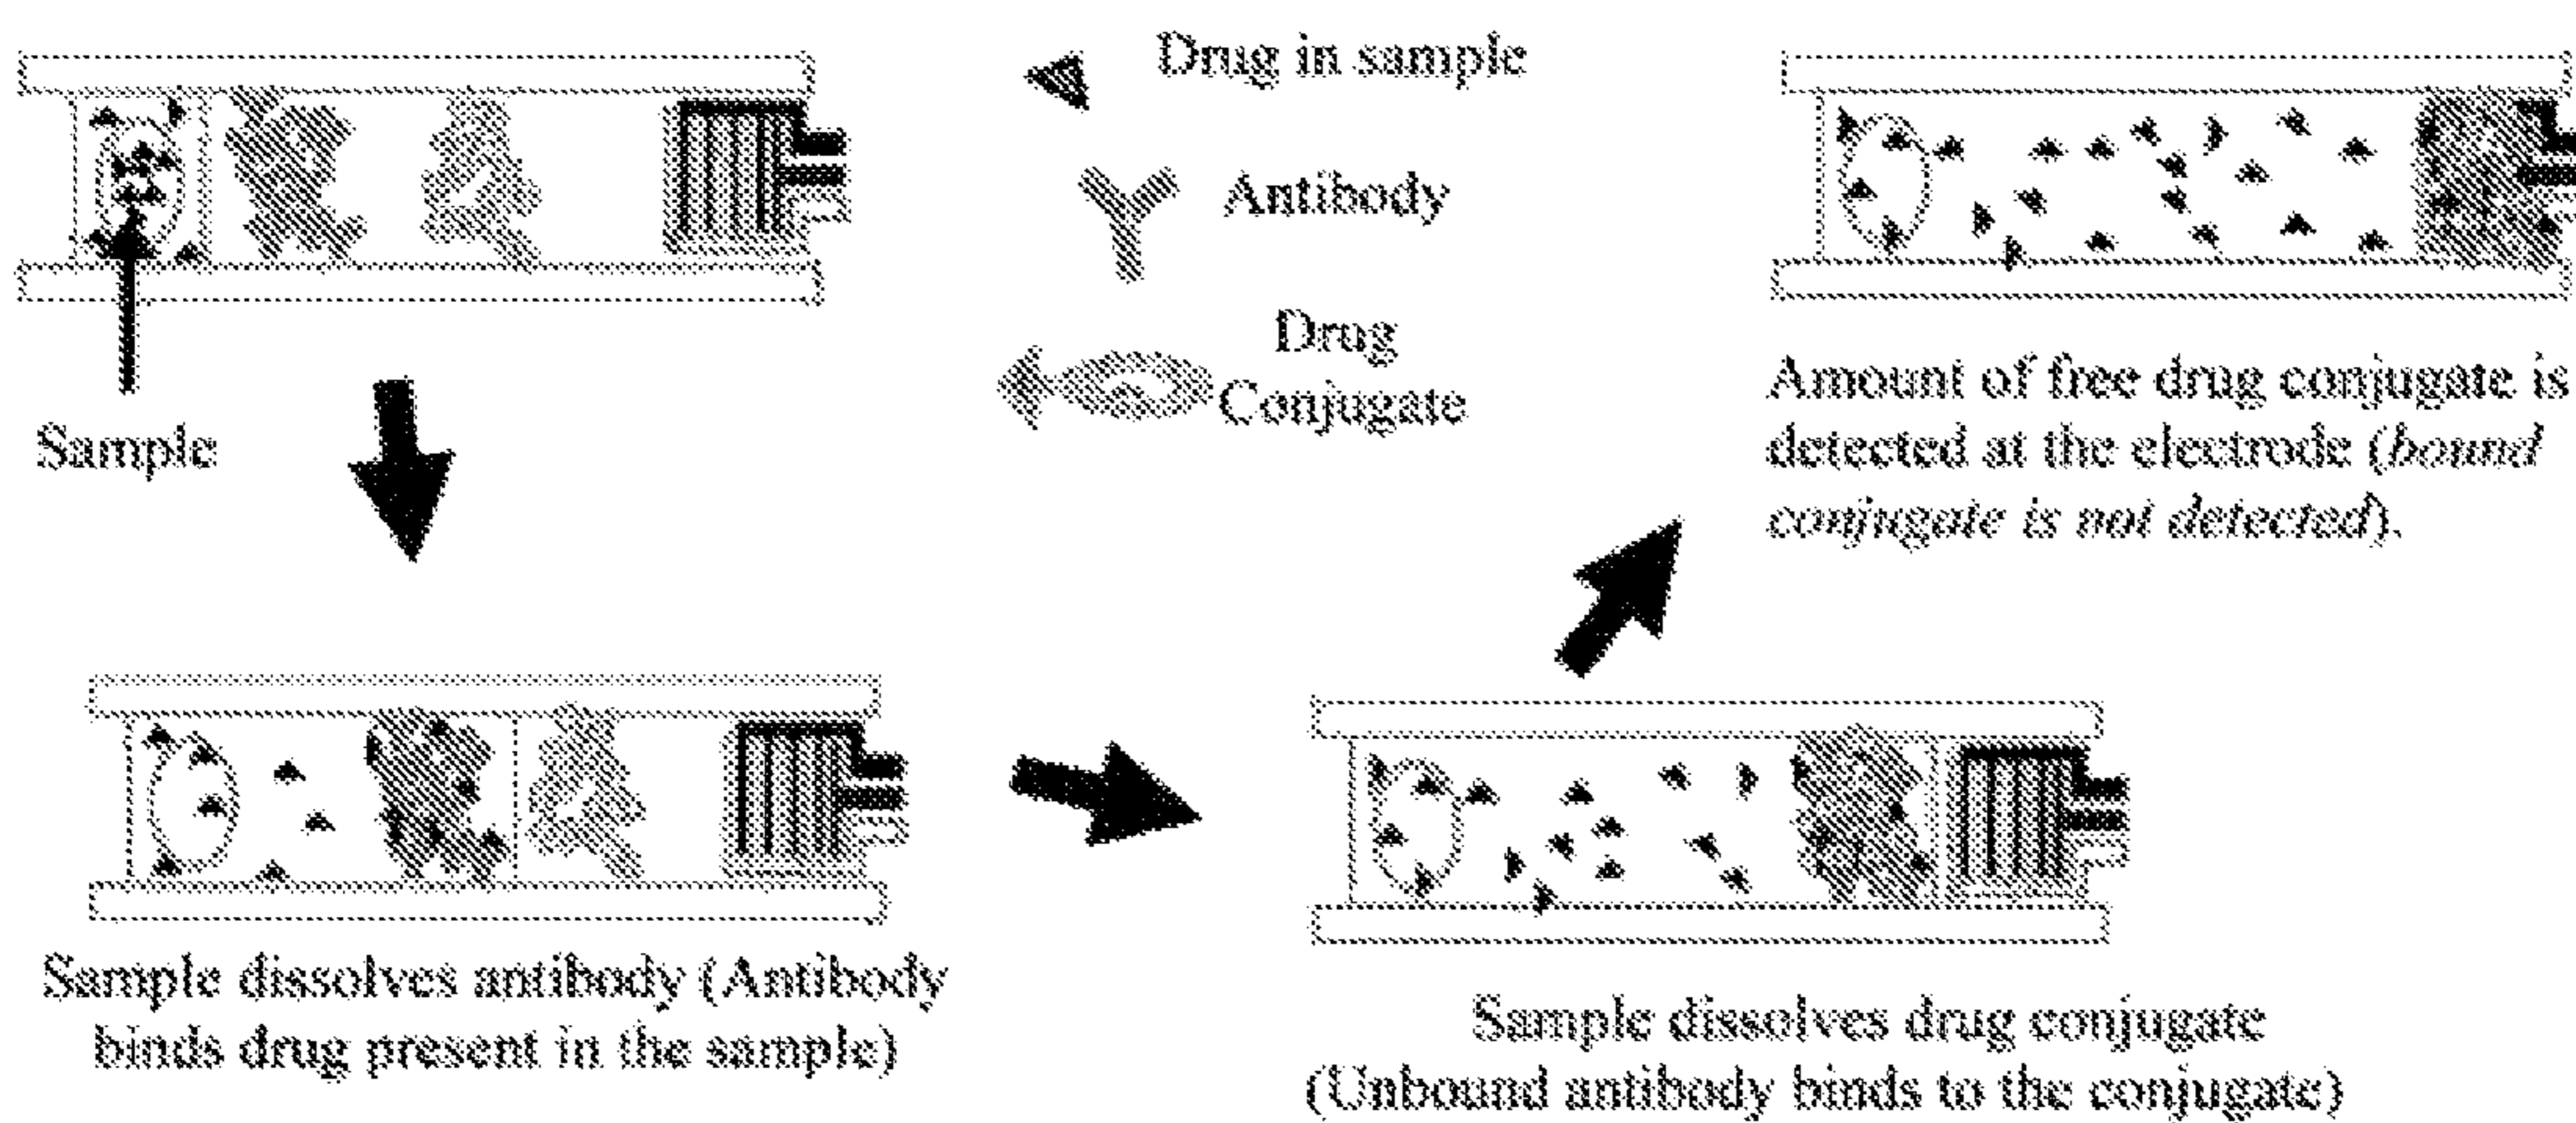 Drug in sample
Antibody
Drug
Conjugate
Sample
Amount of free drug conjugate is
detected at the electrode (bound
conjugate is not detected).
Sample dissolves antibody (Antibody
binds drug present in the sample)
Sample dissolves drug conjugate
(Unbound antibody binds to the conjugate)